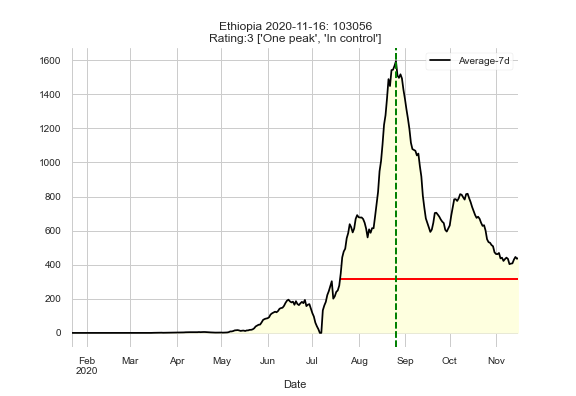 Ethiopia 2020-11-16: 103056
Rating:3 ['One peak', 'In control']
Average-7d
1600
1400
1200
1000
800
600
400
200
0
Feb Mar Apr May Jun Jul Aug Sep Oct Nov
2020
Date